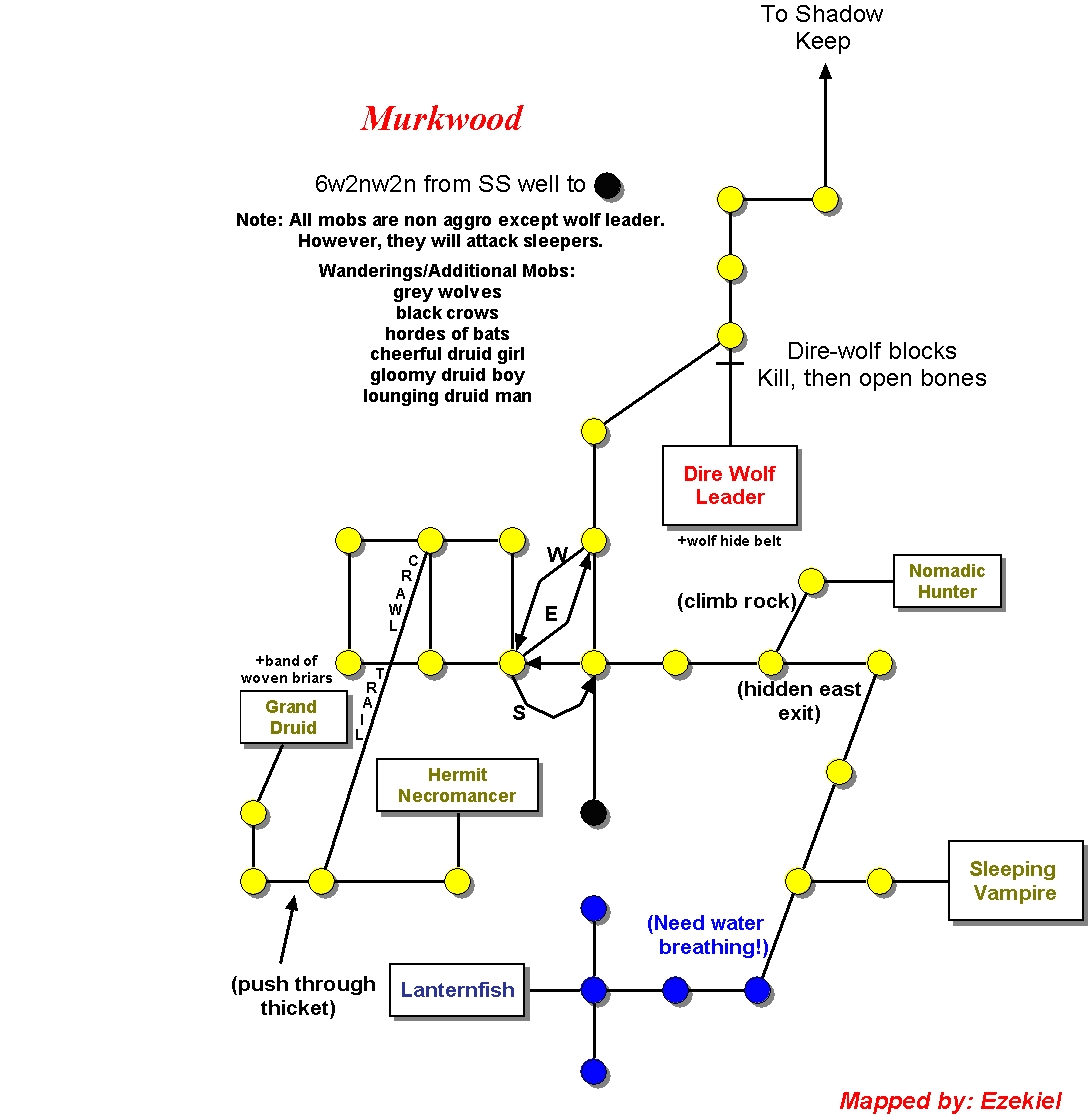 To Shadow
Keep
Murkwood
6w2nw2n from SS well to
Note: All mobs are non aggro except wolf leader.
However, they will attack sleepers.
Wanderings/Additional Mobs:
grey wolves
black crows
hordes of bats
cheerful druid girl
gloomy druid boy
lounging druid man
Dire-wolf blocks
Kill, then open bones
Dire Wolf
Leader
+wolf hide belt
W
E
S
CRAWL
TRAIL
(climb rock)
Nomadic
Hunter
(hidden east
exit)
+band of
woven briars
Grand
Druid
Hermit
Necromancer
Sleeping
Vampire
(Need water
breathing!)
Lanternfish
(push through
thicket)
Mapped by: Ezekiel